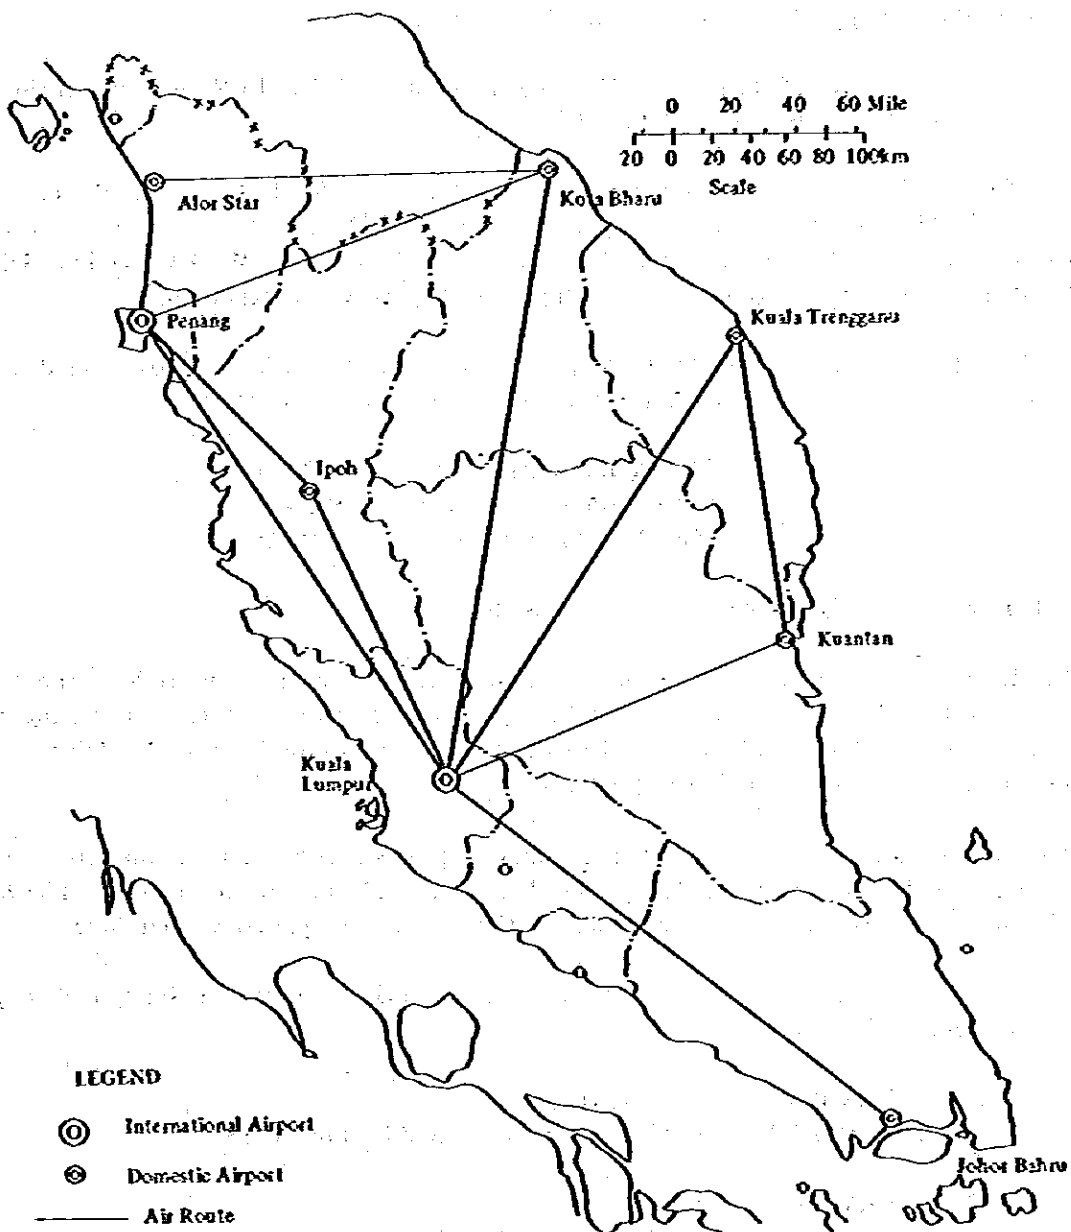 0 20 40 60 Mile
20 0 20 40 60 80 100km
Scale
Alor Star
Kota Bharu
Penang
Kuala Trengganu
Ipoh
Kuantan
Kuala
Lumpur
LEGEND
International Airport
Domestic Airport
Air Route
Johor Bahru